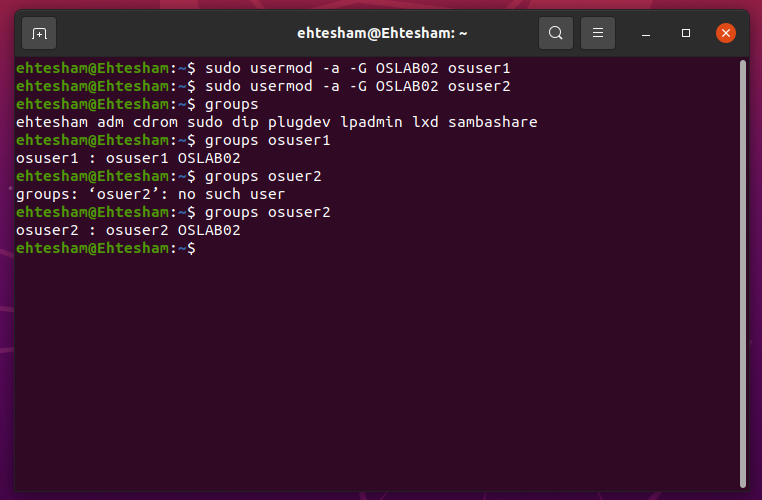 ehtesham@Ehtesham: ~
ehtesham@Ehtesham:~$ sudo usermod -a -G OSLAB02 osuser1
ehtesham@Ehtesham:~$ sudo usermod -a -G OSLAB02 osuser2
ehtesham@Ehtesham:~$ groups
ehtesham adm cdrom sudo dip plugdev lpadmin lxd sambashare
ehtesham@Ehtesham:~$ groups osuser1
osuser1 : osuser1 OSLAB02
ehtesham@Ehtesham:~$ groups osuer2
groups: ‘osuer2’: no such user
ehtesham@Ehtesham:~$ groups osuser2
osuser2 : osuser2 OSLAB02
ehtesham@Ehtesham:~$